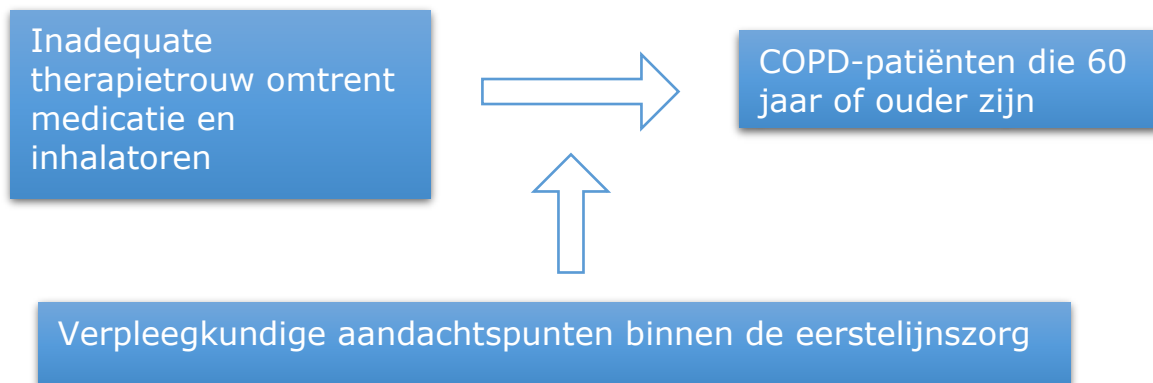 Inadequate
therapietrouw omtrent
medicatie en
inhalatoren
COPD-patiënten die 60
jaar of ouder zijn
Verpleegkundige aandachtspunten binnen de eerstelijnszorg